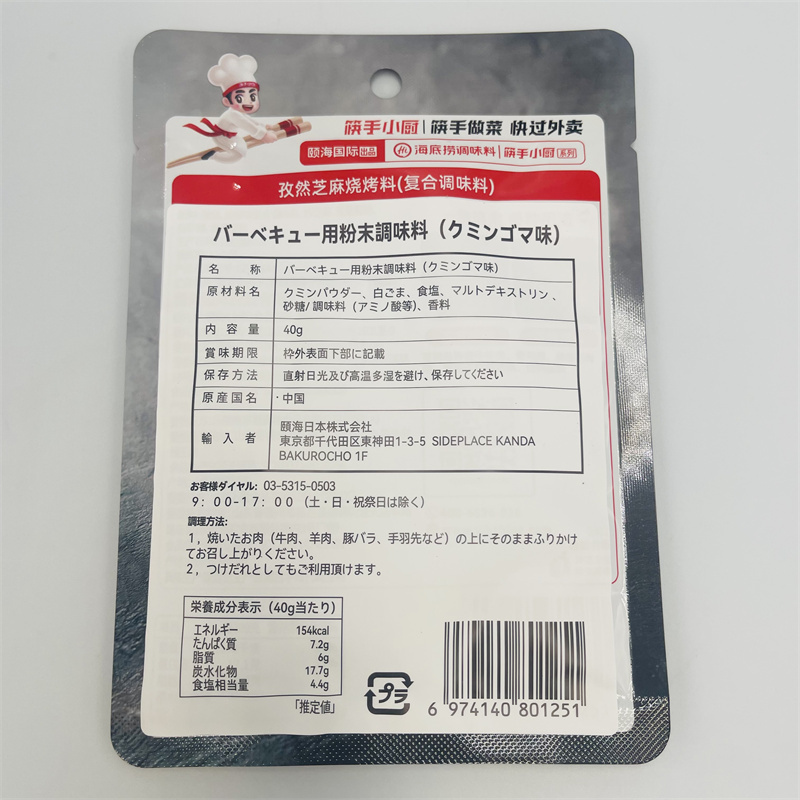 筷手小厨 | 筷手做菜 快过外卖
颐海国际出品 Hi 海底捞调味料 | 筷手小厨 系列
孜然芝麻烧烤料(复合调味料)
バーベキュー用粉末調味料（クミンゴマ味）
名 称 バーベキュー用粉末調味料（クミンゴマ味）
原材料名 クミンパウダー、白ごま、食塩、マルトデキストリン、
砂糖/ 調味料（アミノ酸等)、香料
内容量 40g
賞味期限 枠外表面下部に記載
保存方法 直射日光及び高温多湿を避け、保存してください
原産国名 ・中国
輸入者 颐海日本株式会社
東京都千代田区東神田1-3-5 SIDEPLACE KANDA
BAKUROCHO 1F
お客様ダイヤル: 03-5315-0503
9：00-17：00（土・日・祝祭日は除く）
調理方法:
1，焼いたお肉（牛肉、羊肉、豚バラ、手羽先など）の上にそのままふりかけ
てお召し上がりください。
2，つけだれとしてもご利用頂けます。
栄養成分表示（40g当たり）
エネルギー 154kcal
たんぱく質 7.2g
脂質 6g
炭水化物 17.7g
食塩相当量 4.4g
「推定値」
プラ
6 974140 801251